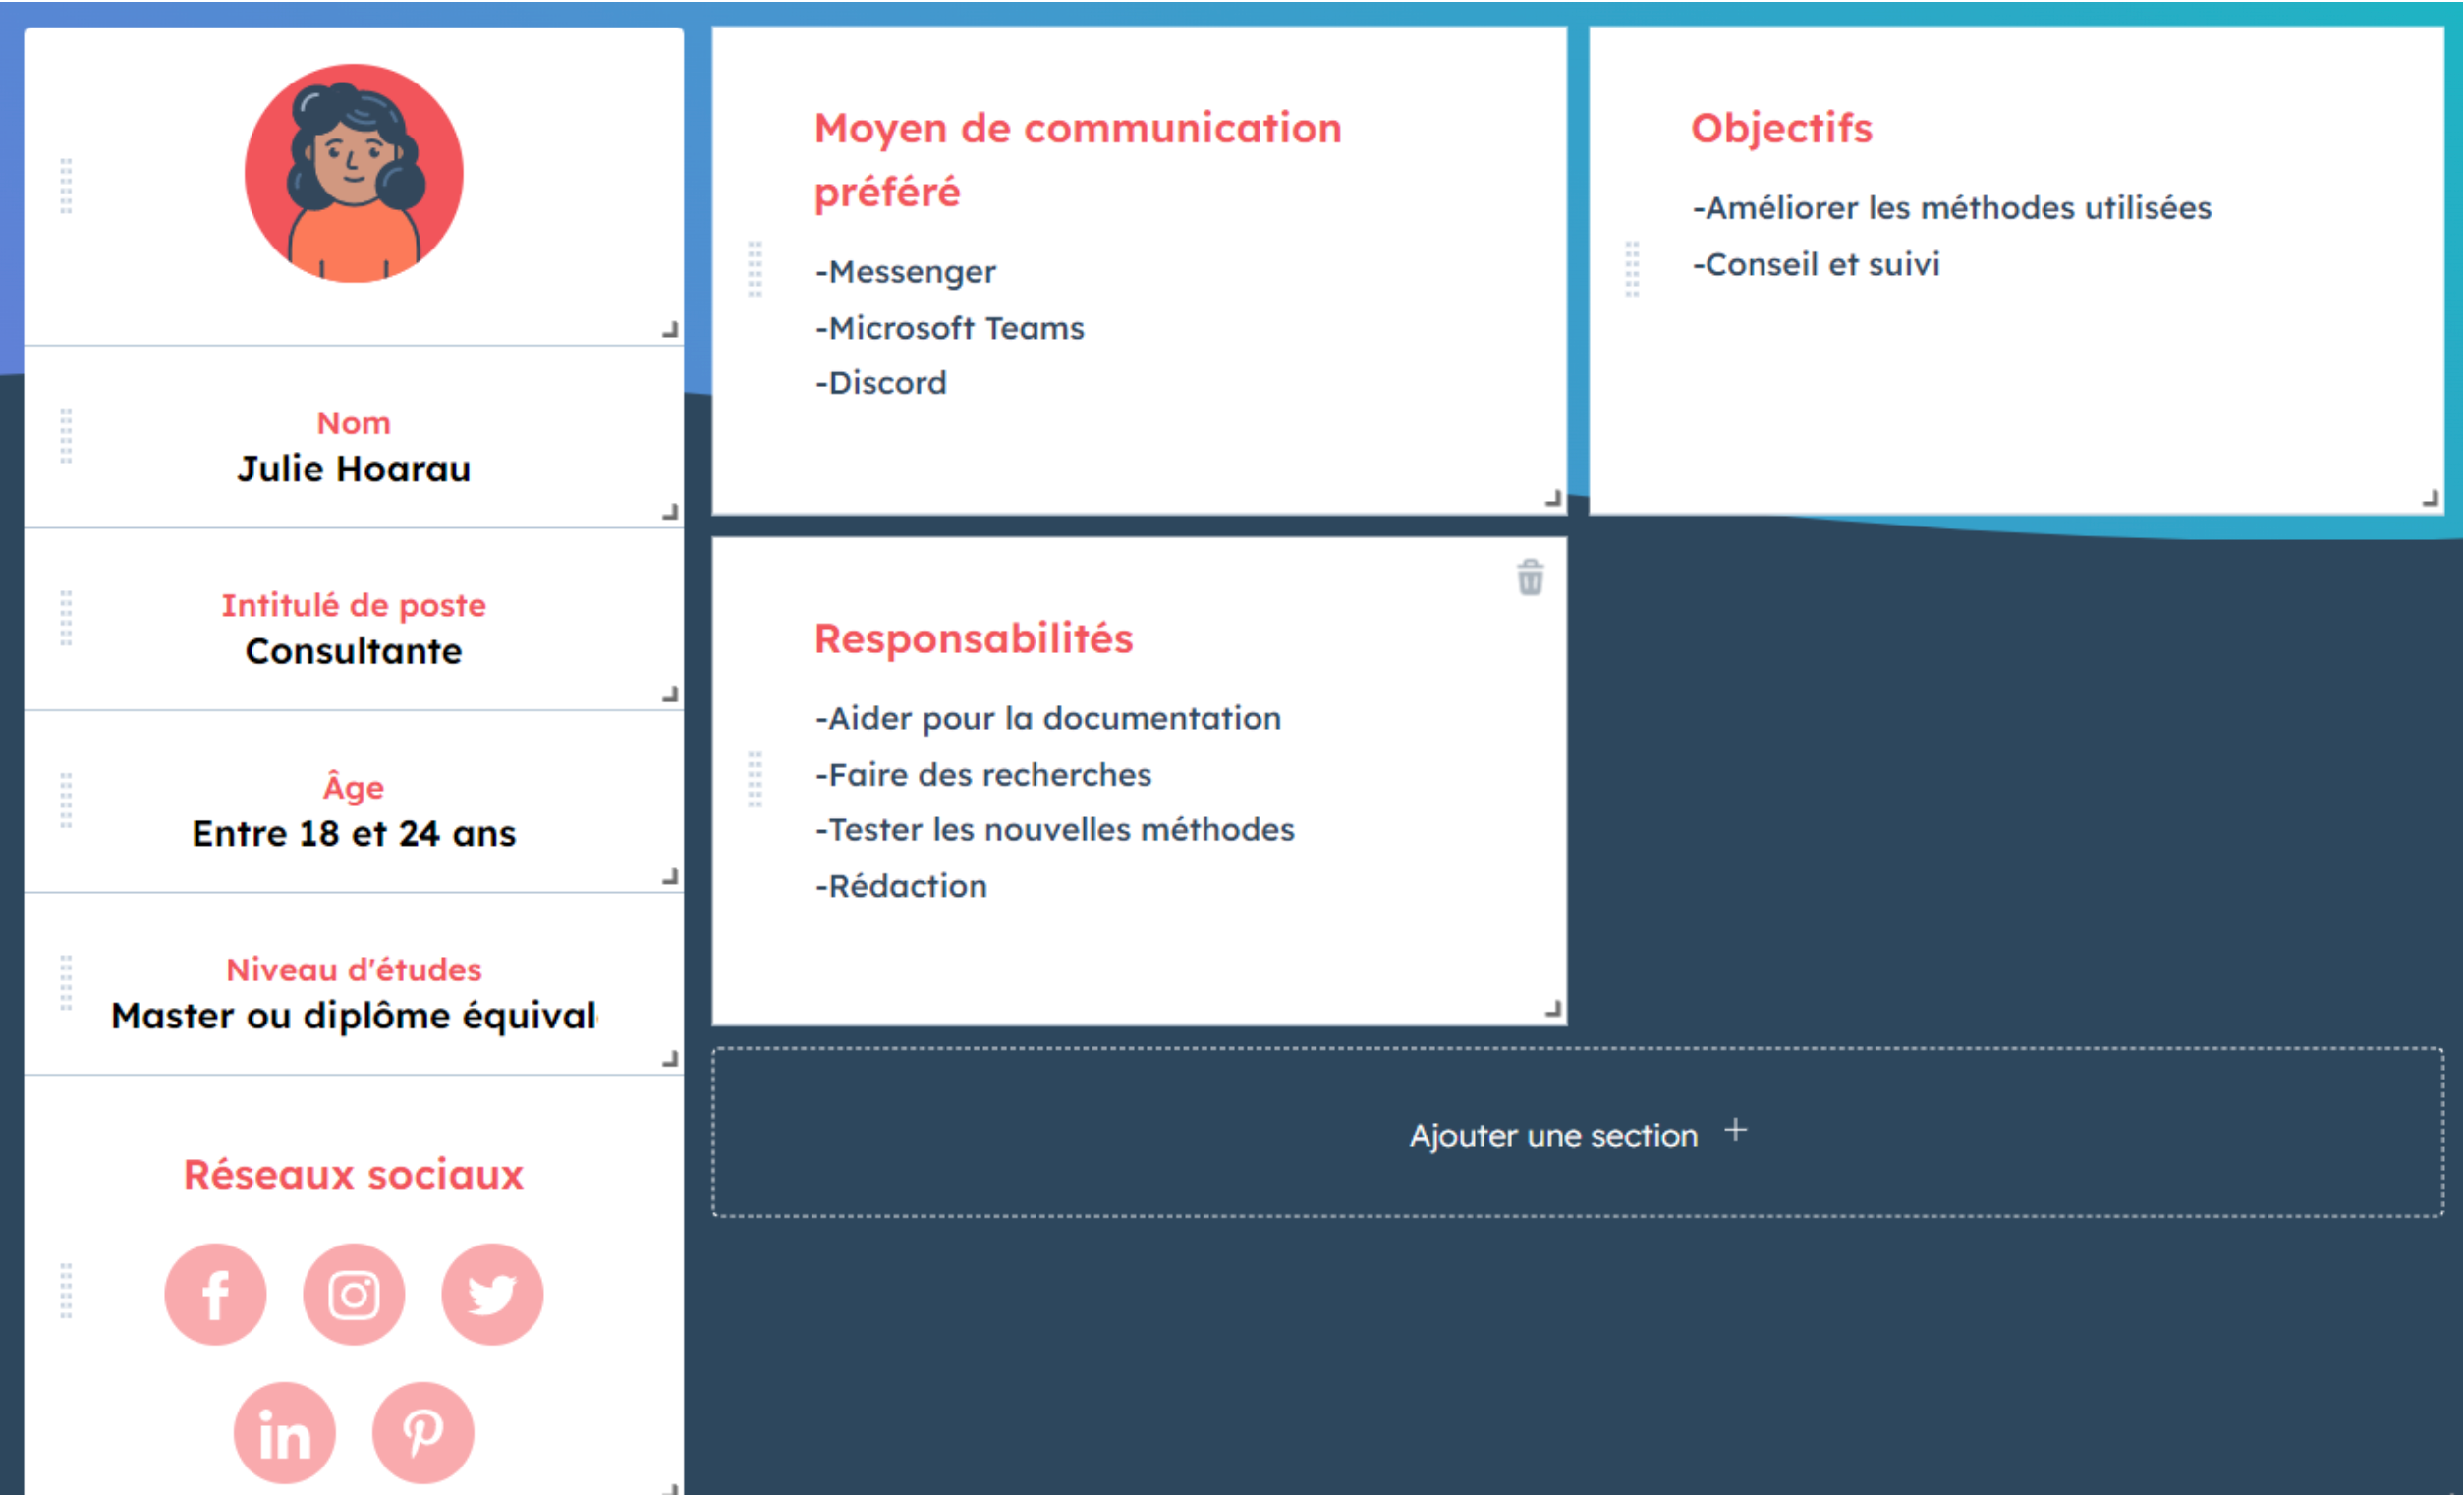 Nom
Julie Hoarau
Intitulé de poste
Consultante
Âge
Entre 18 et 24 ans
Niveau d'études
Master ou diplôme équival
Réseaux sociaux
Moyen de communication
préféré
-Messenger
-Microsoft Teams
-Discord
Objectifs
-Améliorer les méthodes utilisées
-Conseil et suivi
Responsabilités
-Aider pour la documentation
-Faire des recherches
-Tester les nouvelles méthodes
-Rédaction
Ajouter une section +